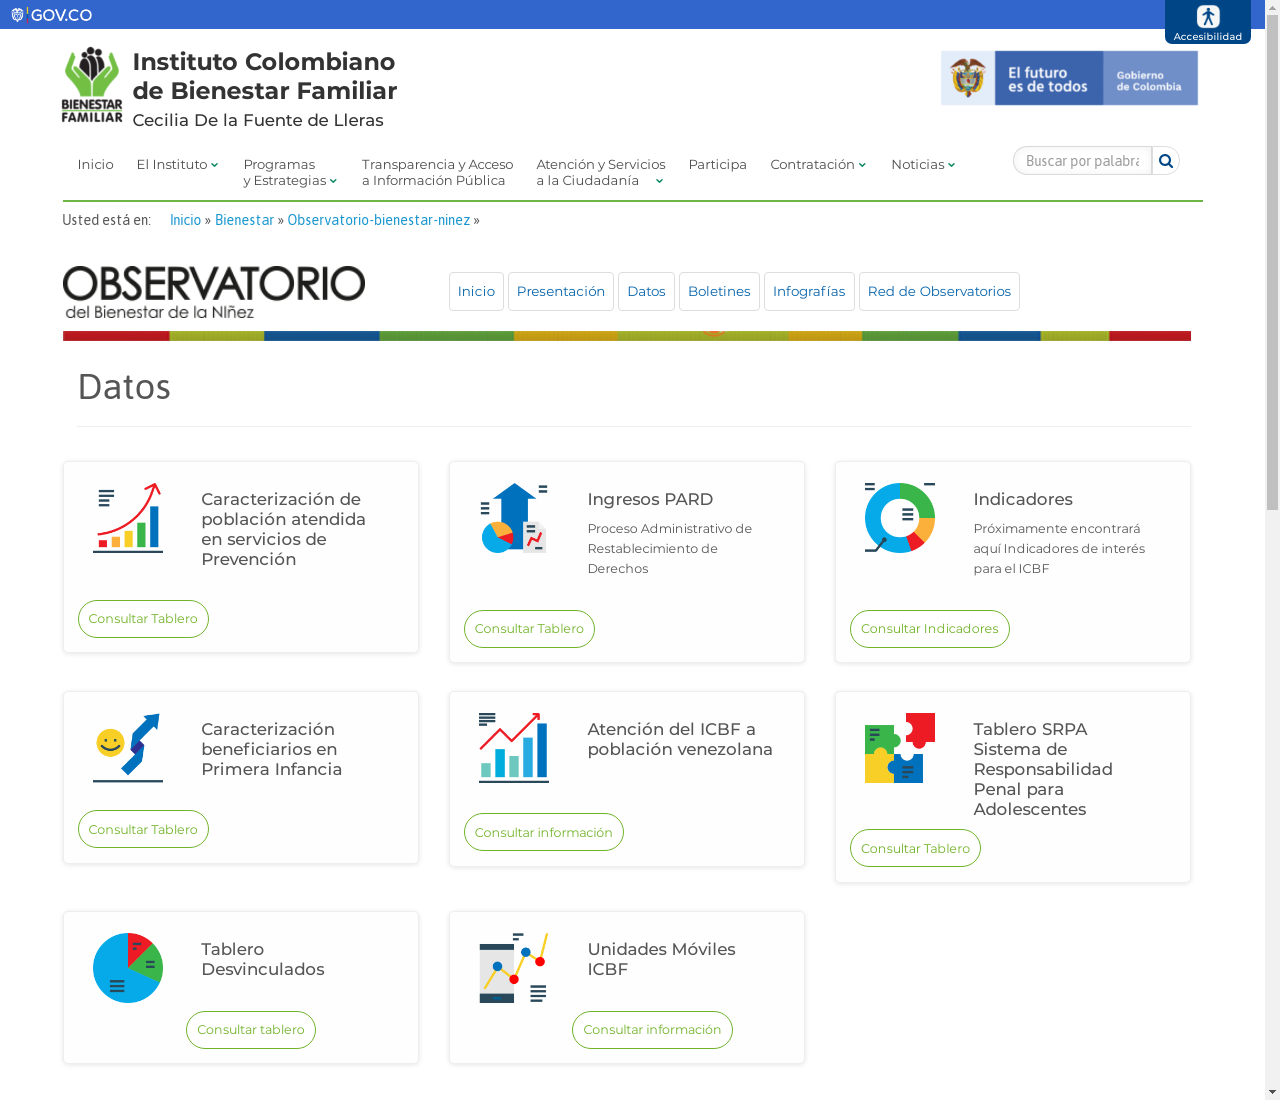 GOV.CO
Accesibilidad
Instituto Colombiano
de Bienestar Familiar
Cecilia De la Fuente de Lleras
BIENESTAR
FAMILIAR
El futuro
es de todos
Gobierno
de Colombia
Inicio
El Instituto
Programas
y Estrategias
Transparencia y Acceso
a Información Pública
Atención y Servicios
a la Ciudadanía
Participa
Contratación
Noticias
Buscar por palabra
Usted está en: Inicio » Bienestar » Observatorio-bienestar-ninez »
OBSERVATORIO
del Bienestar de la NIñez
Inicio
Presentación
Datos
Boletines
Infografías
Red de Observatorios
Datos
Caracterización de
población atendida
en servicios de
Prevención
Consultar Tablero
Ingresos PARD
Proceso Administrativo de
Restablecimiento de
Derechos
Consultar Tablero
Indicadores
Próximamente encontrará
aquí Indicadores de interés
para el ICBF
Consultar Indicadores
Caracterización
beneficiarios en
Primera Infancia
Consultar Tablero
Atención del ICBF a
población venezolana
Consultar información
Tablero SRPA
Sistema de
Responsabilidad
Penal para
Adolescentes
Consultar Tablero
Tablero
Desvinculados
Consultar tablero
Unidades Móviles
ICBF
Consultar información